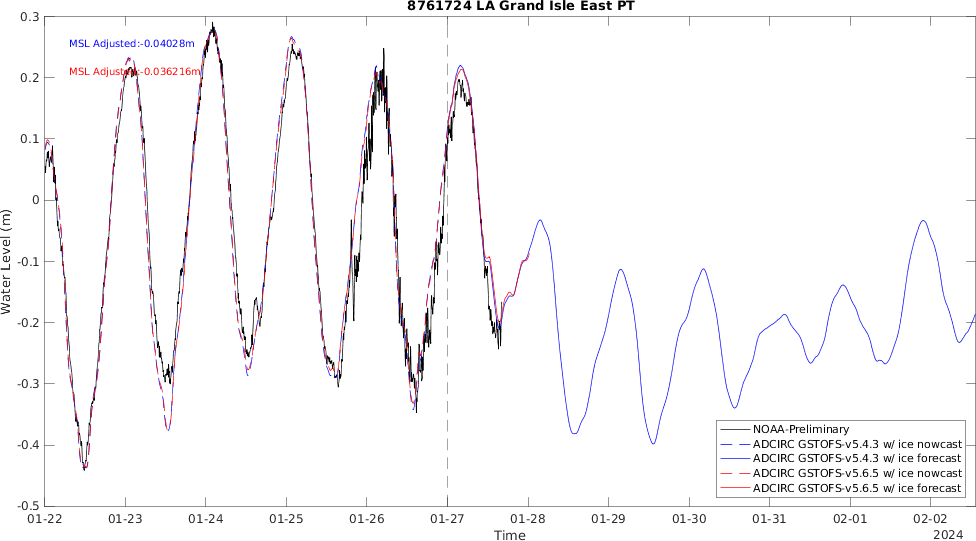 8761724 LA Grand Isle East PT
0.3
MSL Adjusted:-0.04028m
MSL Adjusted:-0.036216m
0.2
0.1
0
-0.1
-0.2
-0.3
-0.4
-0.5
Water Level (m)
NOAA-Preliminary
ADCIRC GSTOFS-v5.4.3 w/ ice nowcast
ADCIRC GSTOFS-v5.4.3 w/ ice forecast
ADCIRC GSTOFS-v5.6.5 w/ ice nowcast
ADCIRC GSTOFS-v5.6.5 w/ ice forecast
01-22 01-23 01-24 01-25 01-26 01-27 01-28 01-29 01-30 01-31 02-01 02-02
Time
2024